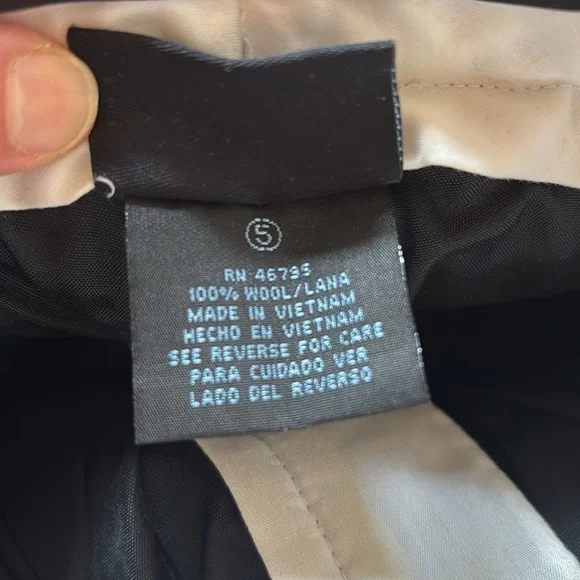 5
RN 46795
100% WOOL/LANA
MADE IN VIETNAM
HECHO EN VIETNAM
SEE REVERSE FOR CARE
PARA CUIDADO VER
LADO DEL REVERSO